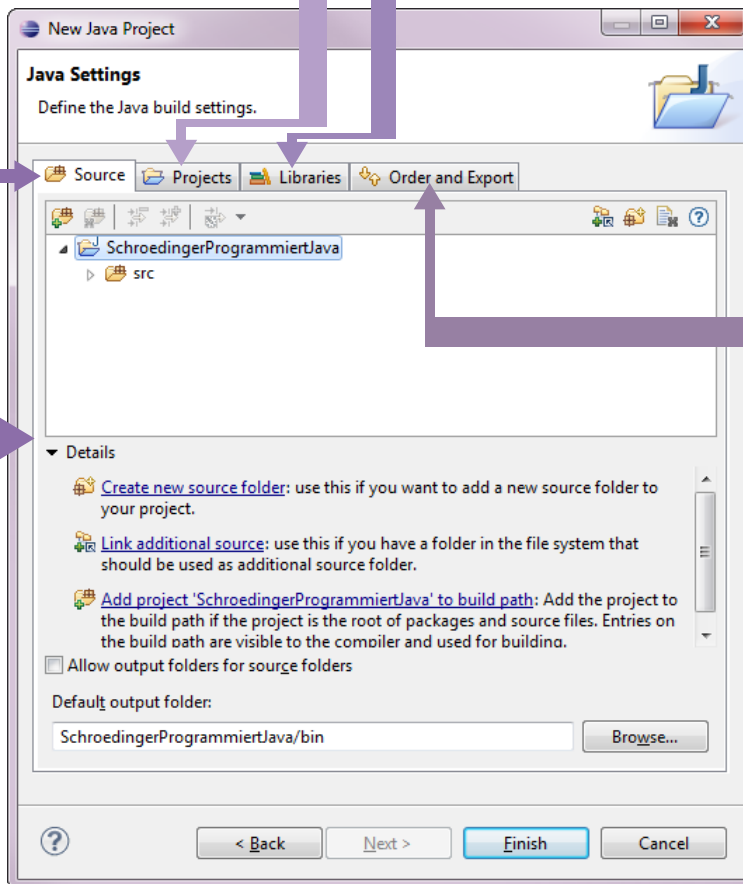 New Java Project
Java Settings
Define the Java build settings.
Source Projects Libraries Order and Export
SchroedingerProgrammiertJava
src
Details
Create new source folder: use this if you want to add a new source folder to
your project.
Link additional source: use this if you have a folder in the file system that
should be used as additional source folder.
Add project 'SchroedingerProgrammiertJava' to build path: Add the project to
the build path if the project is the root of packages and source files. Entries on
the build path are visible to the compiler and used for building.
Allow output folders for source folders
Default output folder:
SchroedingerProgrammiertJava/bin
Browse...
< Back Next > Finish Cancel